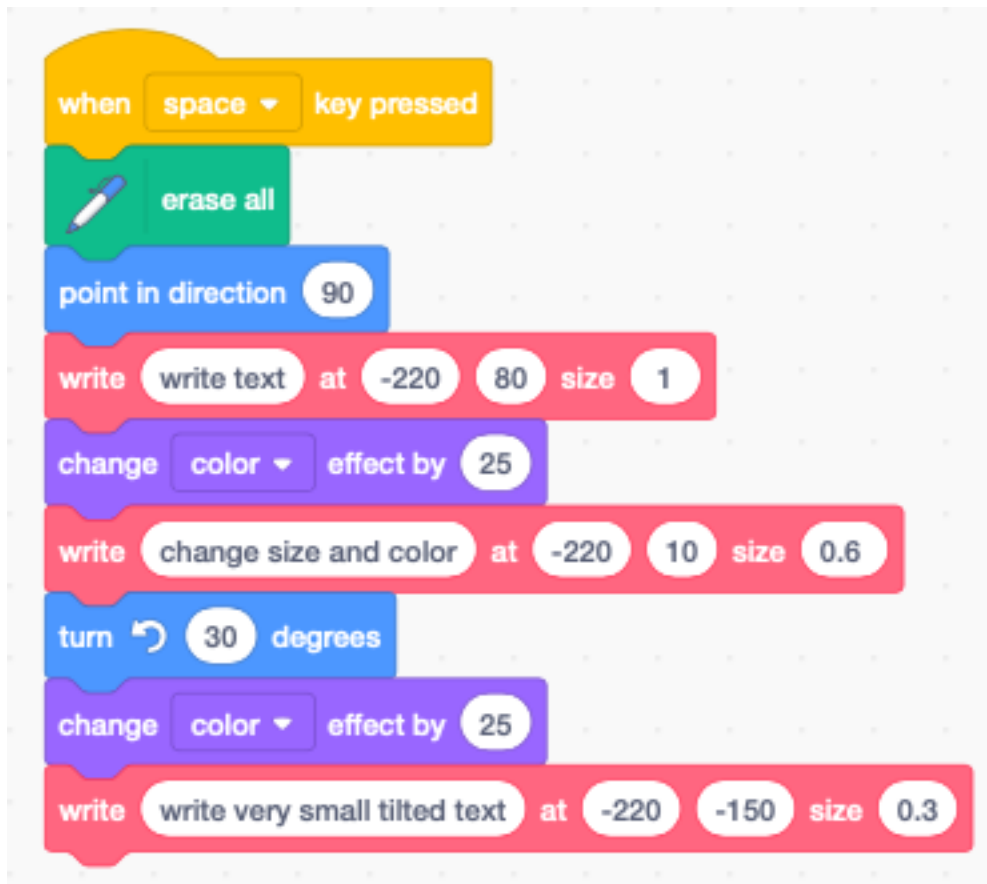 when space key pressed
erase all
point in direction 90
write write text at -220 80 size 1
change color effect by 25
write change size and color at -220 10 size 0.6
turn 30 degrees
change color effect by 25
write write very small tilted text at -220 -150 size 0.3